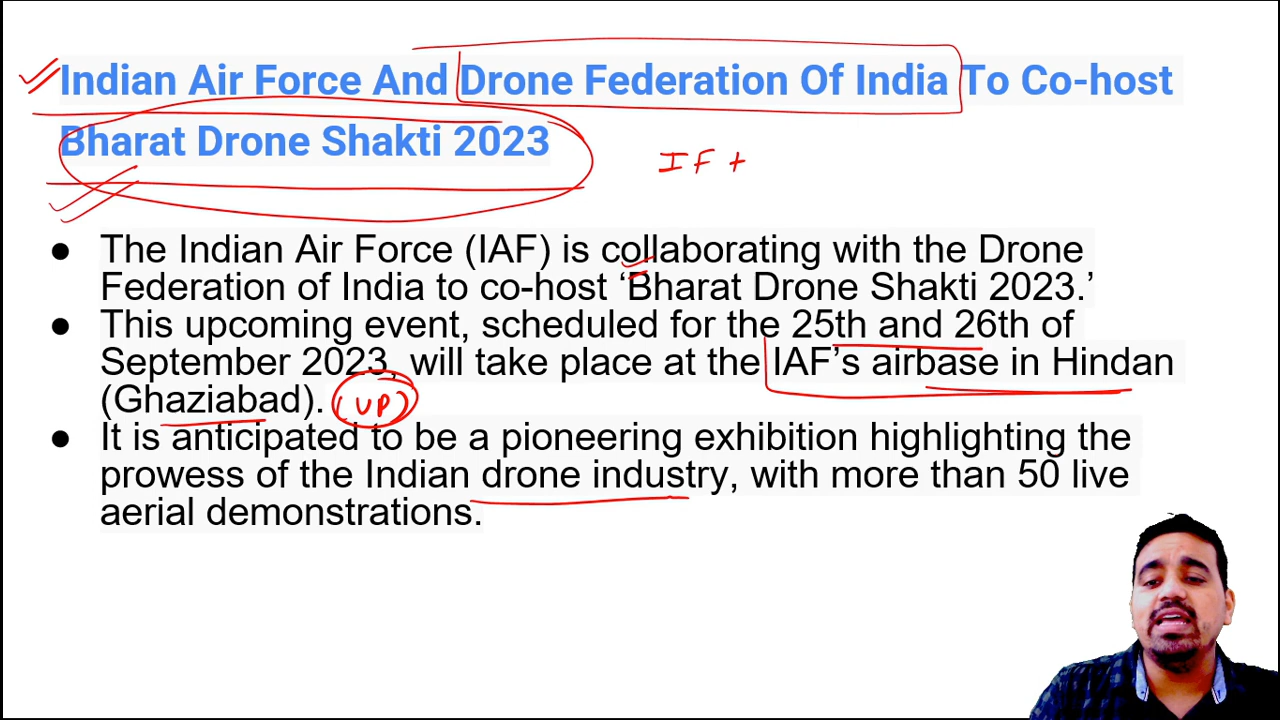 Indian Air Force And Drone Federation Of India To Co-host
Bharat Drone Shakti 2023
IF +
● The Indian Air Force (IAF) is collaborating with the Drone
Federation of India to co-host ‘Bharat Drone Shakti 2023.’
● This upcoming event, scheduled for the 25th and 26th of
September 2023, will take place at the IAF’s airbase in Hindan
(Ghaziabad). (UP)
● It is anticipated to be a pioneering exhibition highlighting the
prowess of the Indian drone industry, with more than 50 live
aerial demonstrations.